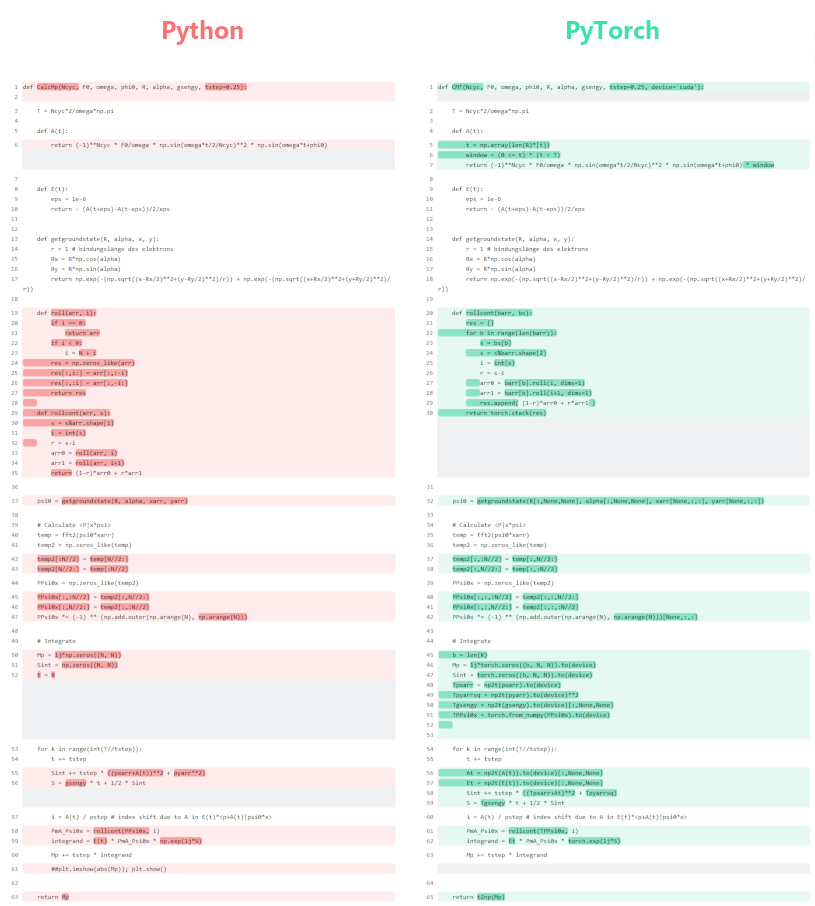 Python
1 def CalcMp(Ncyc, F0, omega, phi0, R, alpha, gsengy, tstep=0.25):
2
3     T = Ncyc*2/omega*np.pi
4
5     def A(t):
6         return (-1)**Ncyc * F0/omega * np.sin(omega*t/2/Ncyc)**2 * np.sin(omega*t+phi0)
7
8     def E(t):
9         eps = 1e-6
10         return - (A(t+eps)-A(t-eps))/2/eps
11
12
13     def getgroundstate(R, alpha, x, y):
14         r = 1 # bindungslänge des elektrons
15         Rx = R*np.cos(alpha)
16         Ry = R*np.sin(alpha)
17         return np.exp(-(np.sqrt((x-Rx/2)**2+(y-Ry/2)**2)/r)) + np.exp(-(np.sqrt((x+Rx/2)**2+(y+Ry/2)**2)/
r))
18
19     def roll(arr, i):
20         if i == 0:
21             return arr
22         if i < 0:
23             i = N + i
24         res = np.zeros_like(arr)
25         res[:,i:] = arr[:,:-i]
26         res[:,:i] = arr[:,-i:]
27         return res
28
29     def rollcont(arr, s):
30         s = s%arr.shape[1]
31         i = int(s)
32         r = s-i
33         arr0 = roll(arr, i)
34         arr1 = roll(arr, i+1)
35         return (1-r)*arr0 + r*arr1
36
37     psi0 = getgroundstate(R, alpha, xarr, yarr)
38
39     # Calculate <P|x*psi>
40     temp = fft2(psi0*xarr)
41     temp2 = np.zeros_like(temp)
42     temp2[:N//2] = temp[N//2:]
43     temp2[N//2:] = temp[:N//2]
44     PPsi0x = np.zeros_like(temp2)
45     PPsi0x[:,:N//2] = temp2[:,N//2:]
46     PPsi0x[:,N//2:] = temp2[:,:N//2]
47     PPsi0x *= (-1) ** (np.add.outer(np.arange(N), np.arange(N)))
48
49     # Integrate
50     Mp = 1j*np.zeros((N, N))
51     Sint = np.zeros((N, N))
52     t = 0
53     for k in range(int(T//tstep)):
54         t += tstep
55         Sint += tstep * ((pxarr+A(t))**2 + pyarr**2)
56         S = gsengy * t + 1/2 * Sint
57         i = A(t) / pstep # index shift due to A in E(t)*<p+A(t)|psi0*x>
58         PmA_Psi0x = rollcont(PPsi0x, i)
59         integrand = E(t) * PmA_Psi0x * np.exp(1j*S)
60         Mp += tstep * integrand
61         ##plt.imshow(abs(Mp)); plt.show()
62
63     return Mp
PyTorch
1 def CMT(Ncyc, F0, omega, phi0, R, alpha, gsengy, tstep=0.25, device='cuda'):
2     T = Ncyc*2/omega*np.pi
3
4     def A(t):
5         t = np.array(len(R)*[t])
6         window = (0 <= t) * (t < T)
7         return (-1)**Ncyc * F0/omega * np.sin(omega*t/2/Ncyc)**2 * np.sin(omega*t+phi0) * window
8
9     def E(t):
10         eps = 1e-6
11         return - (A(t+eps)-A(t-eps))/2/eps
12
13
14     def getgroundstate(R, alpha, x, y):
15         r = 1 # bindungslänge des elektrons
16         Rx = R*np.cos(alpha)
17         Ry = R*np.sin(alpha)
18         return np.exp(-(np.sqrt((x-Rx/2)**2+(y-Ry/2)**2)/r)) + np.exp(-(np.sqrt((x+Rx/2)**2+(y+Ry/2)**2)/
r))
19
20     def rollcont(barr, bs):
21         res = []
22         for b in range(len(barr)):
23             s = bs[b]
24             s = s%barr.shape[2]
25             i = int(s)
26             r = s-i
27             arr0 = barr[b].roll(i, dims=1)
28             arr1 = barr[b].roll(i+1, dims=1)
29             res.append( (1-r)*arr0 + r*arr1 )
30         return torch.stack(res)
31
32     psi0 = getgroundstate(R[:,None,None], alpha[:,None,None], xarr[None,:,:], yarr[None,:,:])
33
34     # Calculate <P|x*psi>
35     temp = fft2(psi0*xarr)
36     temp2 = np.zeros_like(temp)
37     temp2[:,:N//2] = temp[:,N//2:]
38     temp2[:,N//2:] = temp[:,:N//2]
39     PPsi0x = np.zeros_like(temp2)
40     PPsi0x[:,:,:N//2] = temp2[:,:,N//2:]
41     PPsi0x[:,:,N//2:] = temp2[:,:,:N//2]
42     PPsi0x *= (-1) ** (np.add.outer(np.arange(N), np.arange(N)))[None,:,:]
43
44     # Integrate
45     b = len(R)
46     Mp = 1j*torch.zeros((b, N, N)).to(device)
47     Sint = torch.zeros((b, N, N)).to(device)
48     Tpxarr = np2t(pxarr).to(device)
49     Tpyarrsq = np2t(pyarr).to(device)**2
50     Tgsengy = np2t(gsengy).to(device)[:,None,None]
51     TPPsi0x = torch.from_numpy(PPsi0x).to(device)
52
53
54     for k in range(int(T//tstep)):
55         t += tstep
56         At = np2t(A(t)).to(device)[:,None,None]
57         Et = np2t(E(t)).to(device)[:,None,None]
58         Sint += tstep * ((Tpxarr+At)**2 + Tpyarrsq)
59         S = Tgsengy * t + 1/2 * Sint
60         i = A(t) / pstep # index shift due to A in E(t)*<p+A(t)|psi0*x>
61         PmA_Psi0x = rollcont(TPPsi0x, i)
62         integrand = Et * PmA_Psi0x * torch.exp(1j*S)
63         Mp += tstep * integrand
64
65     return t2np(Mp)